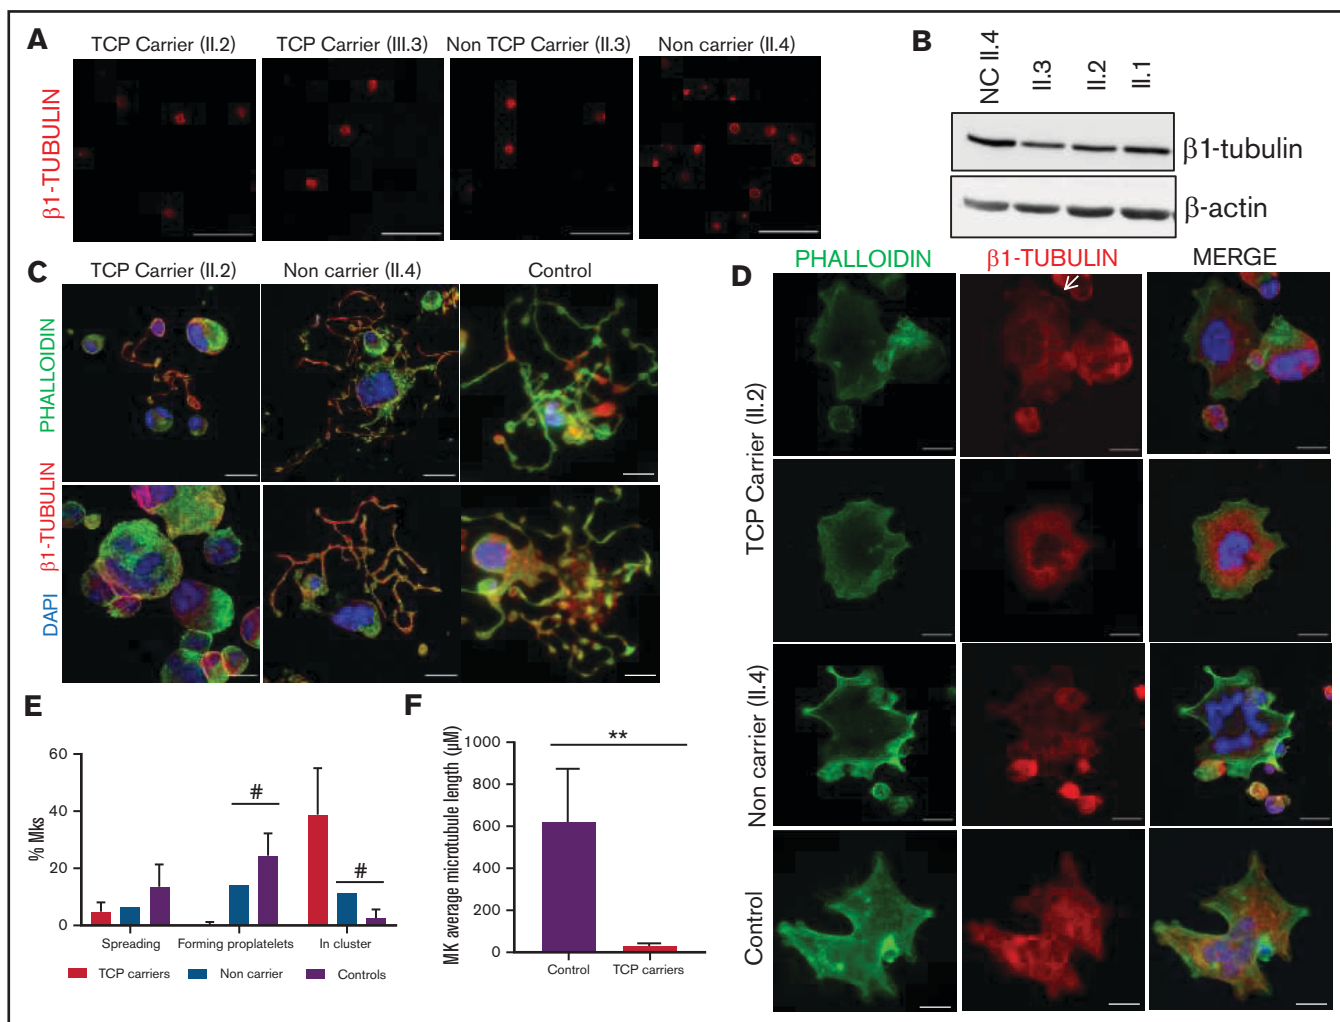 A
TCP Carrier (II.2)
TCP Carrier (III.3)
Non TCP Carrier (II.3)
Non carrier (II.4)
β1-TUBULIN
B
NC II.4
II.3
II.2
II.1
β1-tubulin
β-actin
C
TCP Carrier (II.2)
Non carrier (II.4)
Control
PHALLOIDIN
β1-TUBULIN
DAPI
D
PHALLOIDIN
β1-TUBULIN
MERGE
TCP Carrier (II.2)
Non carrier (II.4)
Control
E
% Mks
60
40
20
0
#
#
Spreading
Forming proplatelets
In cluster
TCP carriers
Non carrier
Controls
F
MK average microtubule length (µM)
1000
800
600
400
200
0
**
Control
TCP carriers